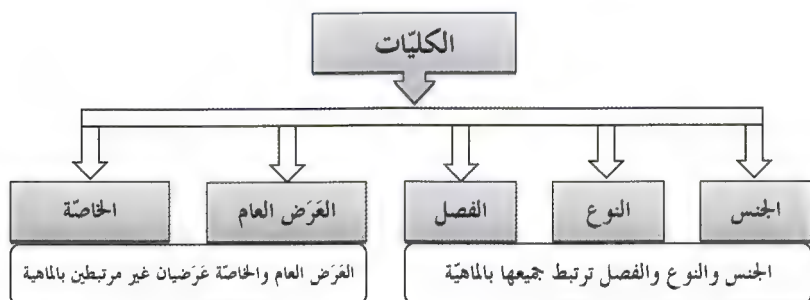 الكليّات
الجنس
النوع
الفصل
العَرَض العام
الخاصّة
الجنس والنوع والفصل ترتبط جميعها بالماهيّة
العَرَض العام والخاصّة عَرَضيان غير مرتبطين بالماهية